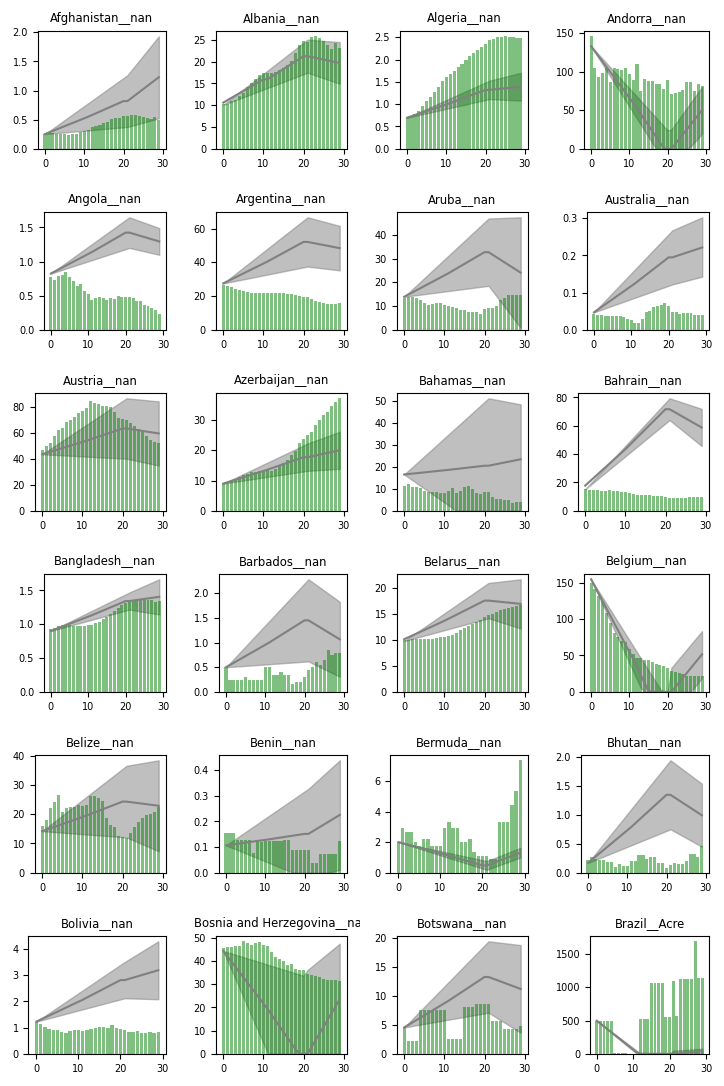 Afghanistan__nan Albania__nan Algeria__nan Andorra__nan
2.0 1.5 1.0 0.5 0.0 25 20 15 10 5 0 2.5 2.0 1.5 1.0 0.5 0.0 150 100 50 0
0 10 20 30 0 10 20 30 0 10 20 30 0 10 20 30
Angola__nan Argentina__nan Aruba__nan Australia__nan
1.5 1.0 0.5 0.0 60 40 20 0 40 30 20 10 0 0.3 0.2 0.1 0.0
0 10 20 30 0 10 20 30 0 10 20 30 0 10 20 30
Austria__nan Azerbaijan__nan Bahamas__nan Bahrain__nan
80 60 40 20 0 30 20 10 0 50 40 30 20 10 0 80 60 40 20 0
0 10 20 30 0 10 20 30 0 10 20 30 0 10 20 30
Bangladesh__nan Barbados__nan Belarus__nan Belgium__nan
1.5 1.0 0.5 0.0 2.0 1.5 1.0 0.5 0.0 20 15 10 5 0 150 100 50 0
0 10 20 30 0 10 20 30 0 10 20 30 0 10 20 30
Belize__nan Benin__nan Bermuda__nan Bhutan__nan
40 30 20 10 0 0.4 0.3 0.2 0.1 0.0 6 4 2 0 2.0 1.5 1.0 0.5 0.0
0 10 20 30 0 10 20 30 0 10 20 30 0 10 20 30
Bolivia__nan Bosnia and Herzegovina__na Botswana__nan Brazil__Acre
4 3 2 1 0 50 40 30 20 10 0 20 15 10 5 0 1500 1000 500 0
0 10 20 30 0 10 20 30 0 10 20 30 0 10 20 30